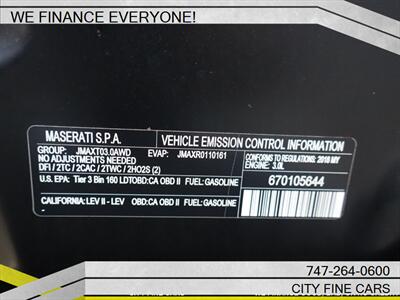 WE FINANCE EVERYONE!
MASERATI S.P.A.
VEHICLE EMISSION CONTROL INFORMATION
GROUP: JMAXT03.0AWD EVAP: JMAXR0110161
NO ADJUSTMENTS NEEDED
DFI / 2TC / 2CAC / 2TWC / 2HO2S (2)
CONFORMS TO REGULATIONS: 2018 MY
ENGINE: 3.0L
U.S. EPA: Tier 3 Bin 160 LDT OBD:CA OBD II FUEL:GASOLINE
670105644
CALIFORNIA: LEV II - LEV OBD:CA OBD II FUEL:GASOLINE
747-264-0600
CITY FINE CARS